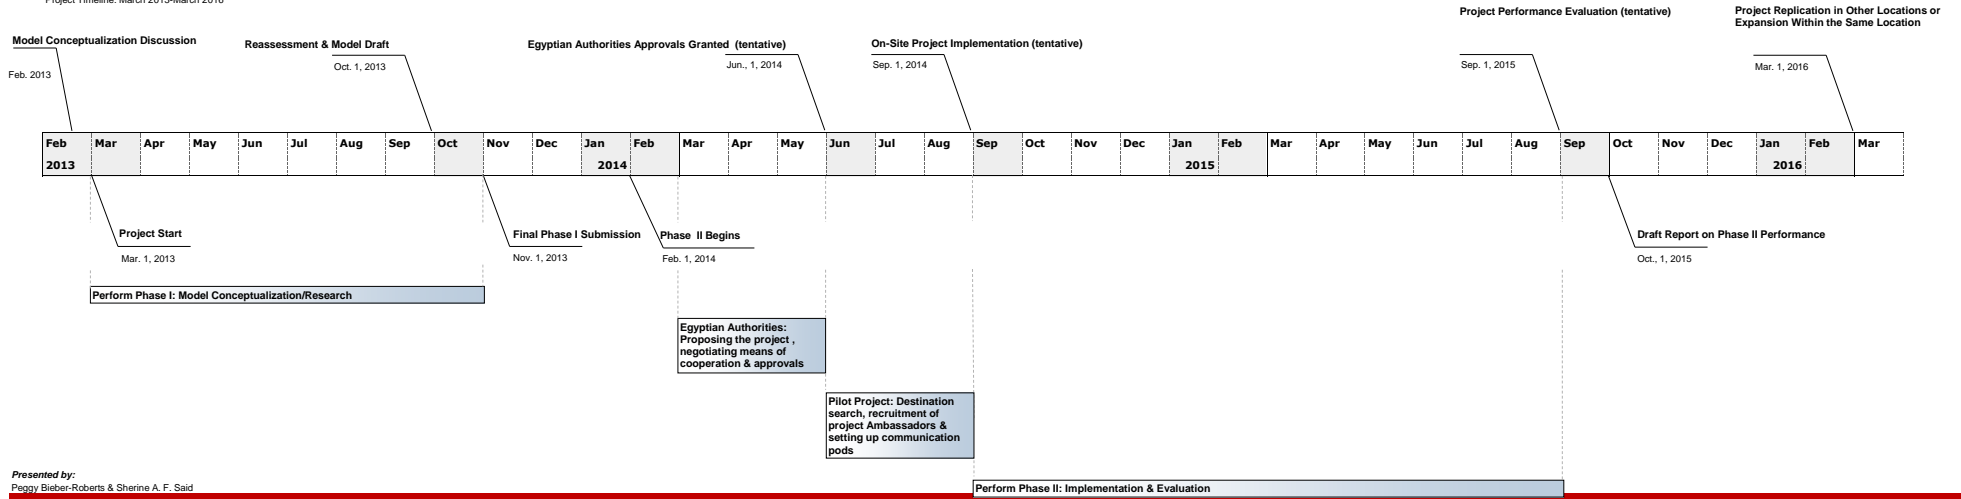 Project Timeline: March 2013-March 2016
Model Conceptualization Discussion
Feb. 2013
Reassessment & Model Draft
Oct. 1, 2013
Egyptian Authorities Approvals Granted (tentative)
Jun., 1, 2014
On-Site Project Implementation (tentative)
Sep. 1, 2014
Project Performance Evaluation (tentative)
Sep. 1, 2015
Project Replication in Other Locations or
Expansion Within the Same Location
Mar. 1, 2016
Feb Mar Apr May Jun Jul Aug Sep Oct Nov Dec Jan Feb Mar Apr May Jun Jul Aug Sep Oct Nov Dec Jan Feb Mar Apr May Jun Jul Aug Sep Oct Nov Dec Jan Feb Mar
2013 2014 2015 2016
Project Start
Mar. 1, 2013
Final Phase I Submission
Nov. 1, 2013
Phase II Begins
Feb. 1, 2014
Draft Report on Phase II Performance
Oct., 1, 2015
Perform Phase I: Model Conceptualization/Research
Egyptian Authorities:
Proposing the project ,
negotiating means of
cooperation & approvals
Pilot Project: Destination
search, recruitment of
project Ambassadors &
setting up communication
pods
Perform Phase II: Implementation & Evaluation
Presented by:
Peggy Bieber-Roberts & Sherine A. F. Said